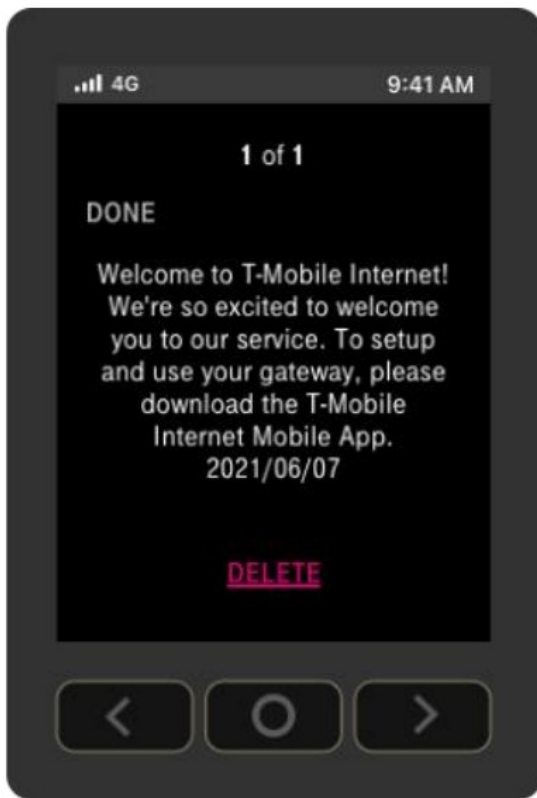 4G 9:41 AM
1 of 1
DONE
Welcome to T-Mobile Internet!
We're so excited to welcome
you to our service. To setup
and use your gateway, please
download the T-Mobile
Internet Mobile App.
2021/06/07
DELETE